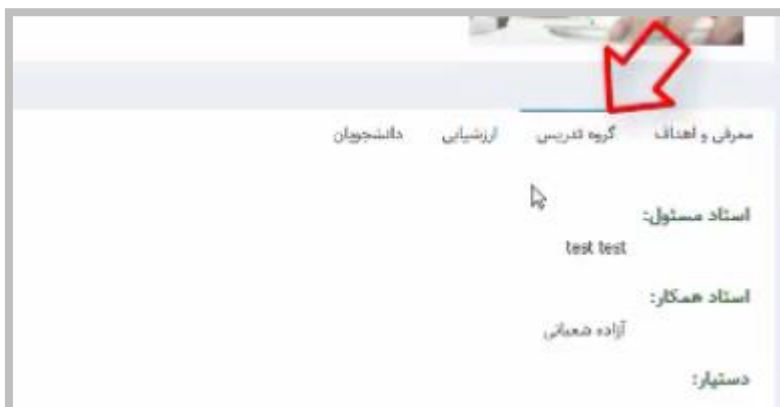 معرفی و اهداف گروه تدریس ارزشیابی دانشجویان
استاد مسئول:
test test
استاد همکار:
آزاده شعبانی
دستیار: